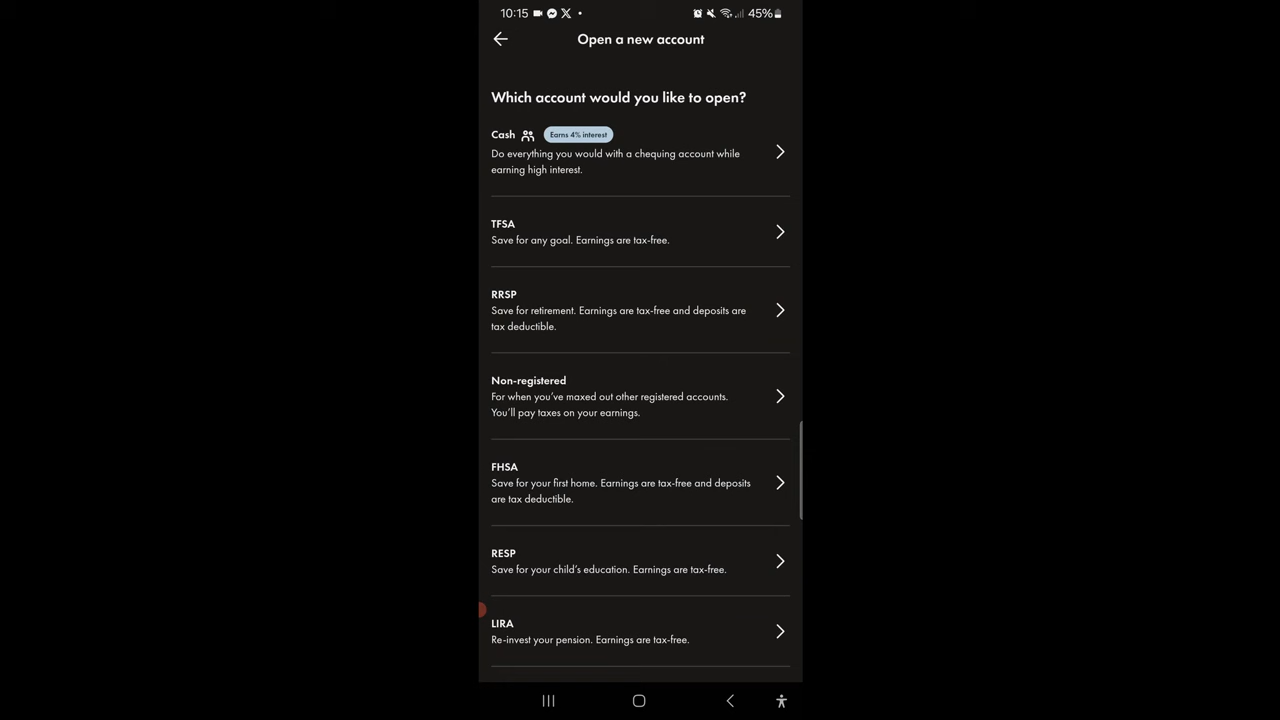 10:15
45%
Open a new account
Which account would you like to open?
Cash
Earns 4% interest
Do everything you would with a chequing account while
earning high interest.
TFSA
Save for any goal. Earnings are tax-free.
RRSP
Save for retirement. Earnings are tax-free and deposits are
tax deductible.
Non-registered
For when you've maxed out other registered accounts.
You'll pay taxes on your earnings.
FHSA
Save for your first home. Earnings are tax-free and deposits
are tax deductible.
RESP
Save for your child's education. Earnings are tax-free.
LIRA
Re-invest your pension. Earnings are tax-free.